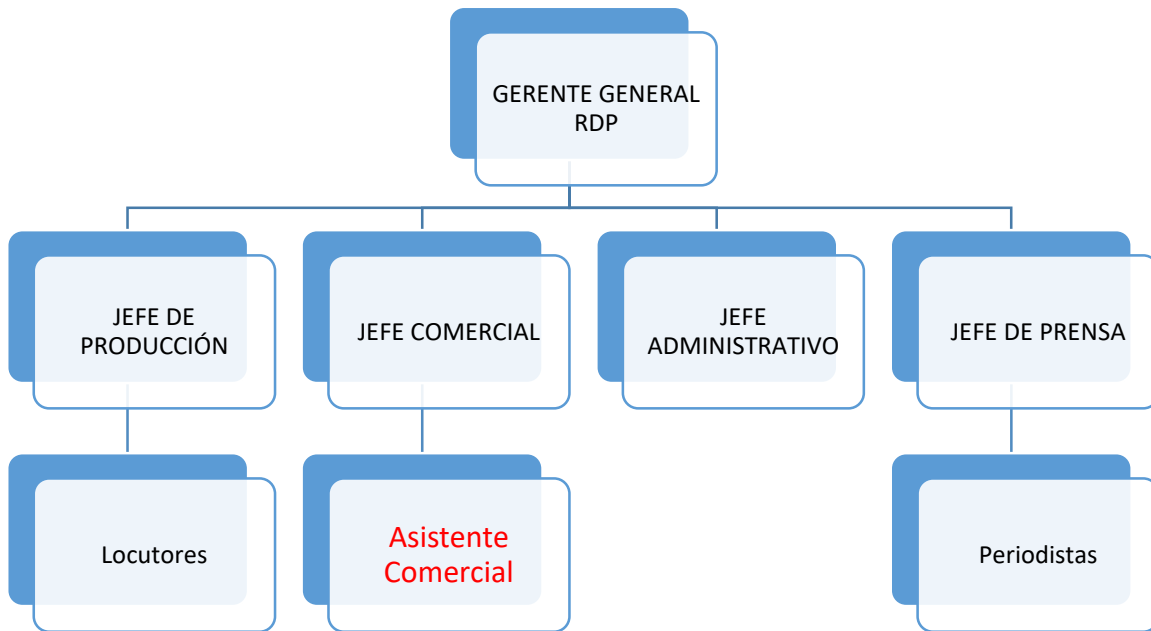 GERENTE GENERAL
RDP
JEFE DE
PRODUCCIÓN
JEFE COMERCIAL
JEFE
ADMINISTRATIVO
JEFE DE PRENSA
Locutores
Asistente
Comercial
Periodistas